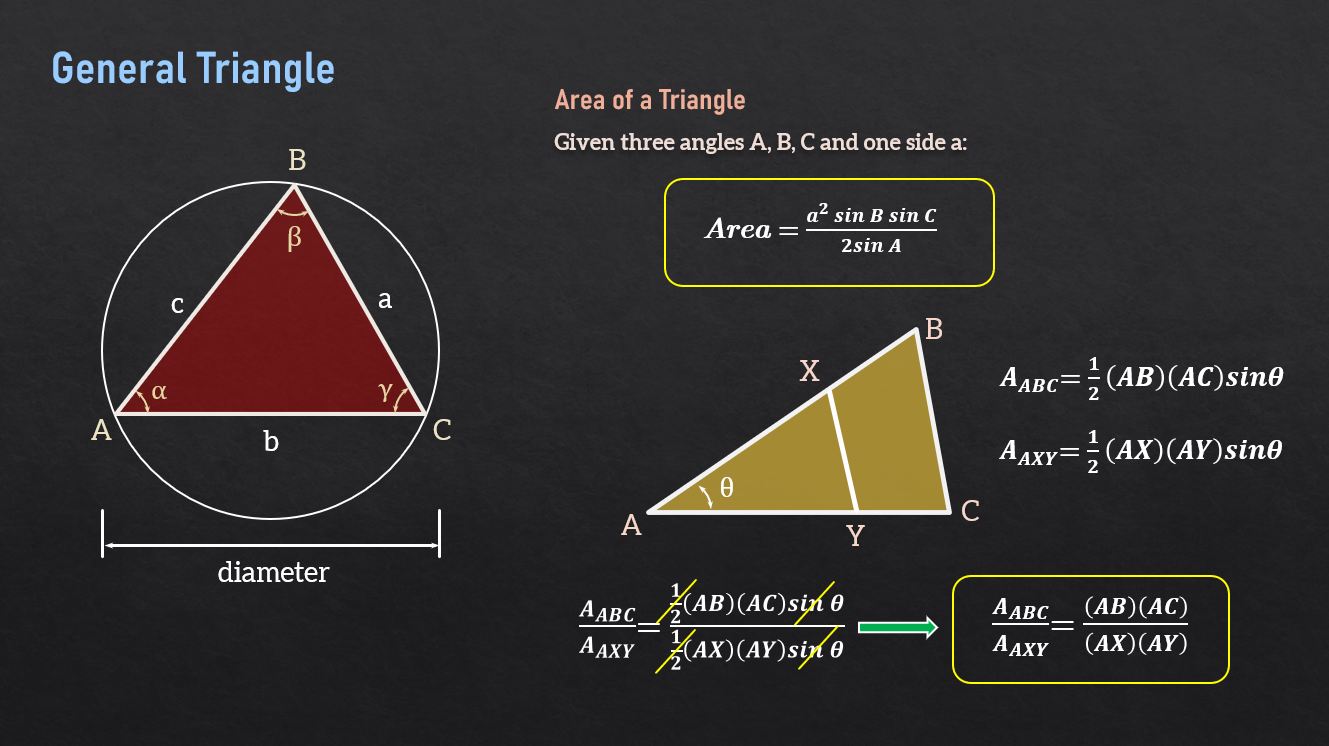 General Triangle
Area of a Triangle
Given three angles A, B, C and one side a:
Area = a² sin B sin C / 2sin A
B
β
c
a
α
γ
A
C
b
diameter
B
X
θ
A
C
Y
A_ABC = 1/2 (AB)(AC)sinθ
A_AXY = 1/2 (AX)(AY)sinθ
A_ABC / A_AXY = 1/2 (AB)(AC)sin θ / 1/2 (AX)(AY)sin θ
A_ABC / A_AXY = (AB)(AC) / (AX)(AY)